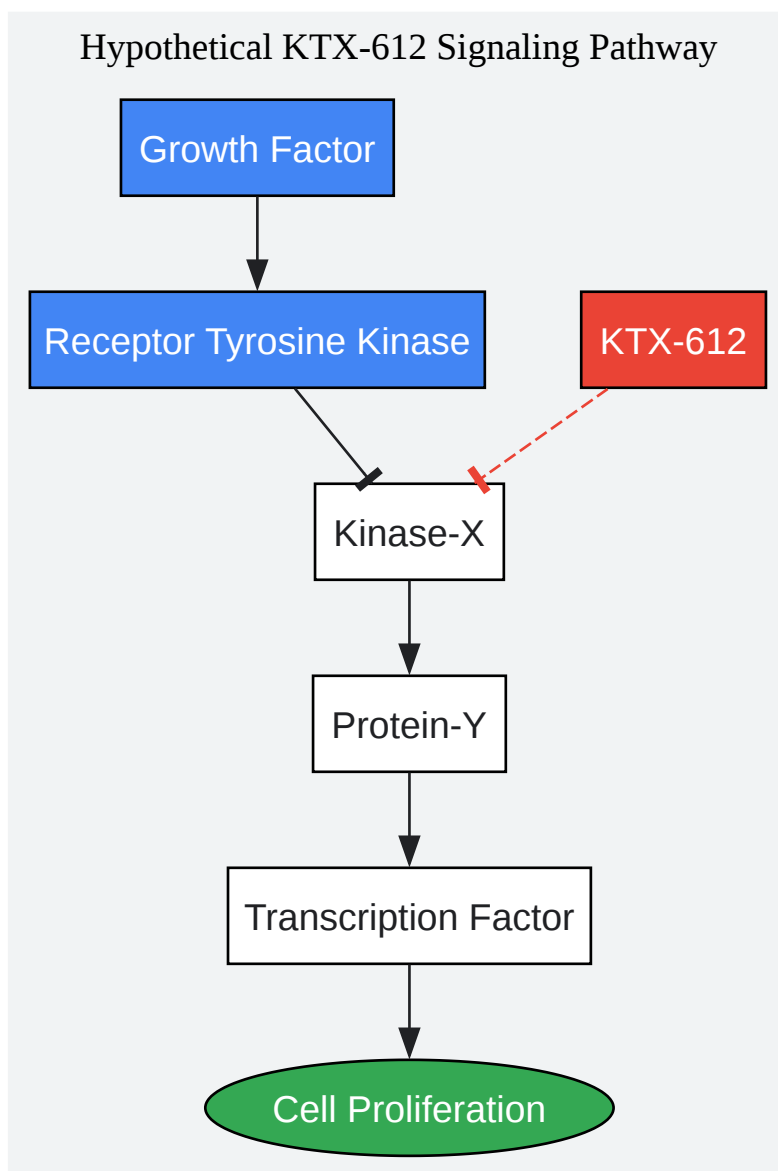 Hypothetical KTX-612 Signaling Pathway
Growth Factor
Receptor Tyrosine Kinase
KTX-612
Kinase-X
Protein-Y
Transcription Factor
Cell Proliferation